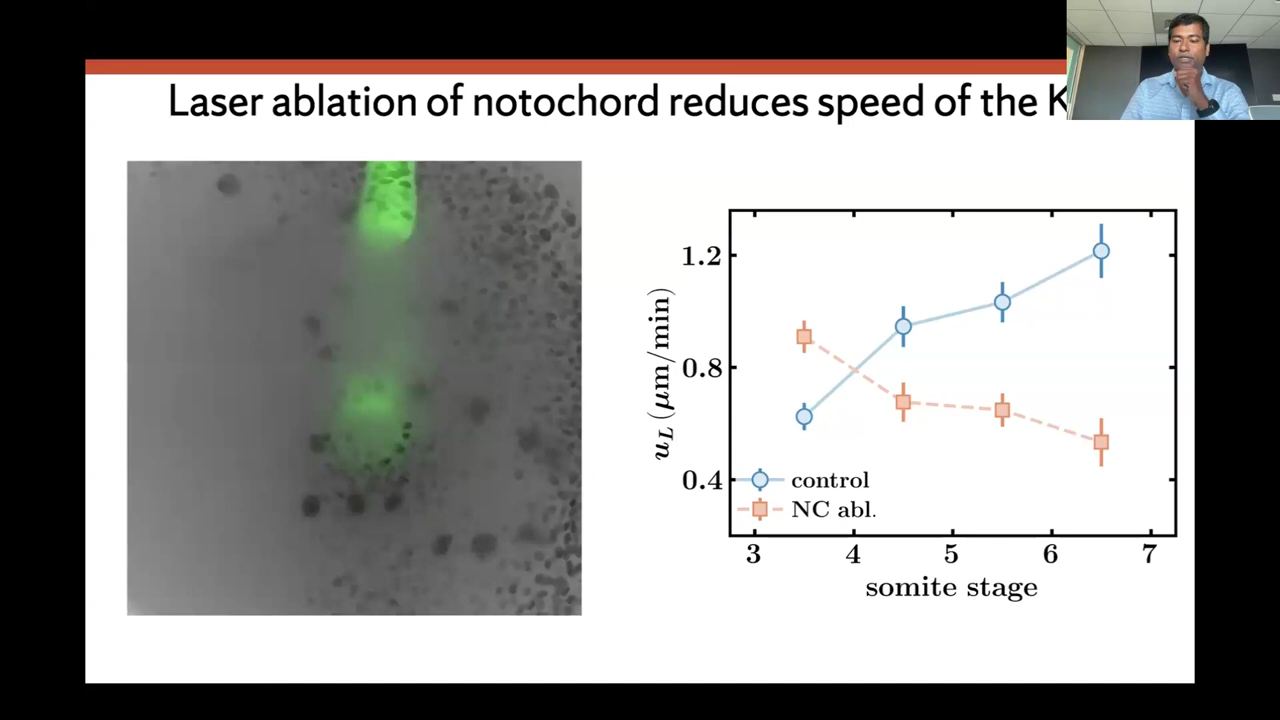 Laser ablation of notochord reduces speed of the K
1.2
0.8
0.4
u_L (μm/min)
control
NC abl.
3 4 5 6 7
somite stage